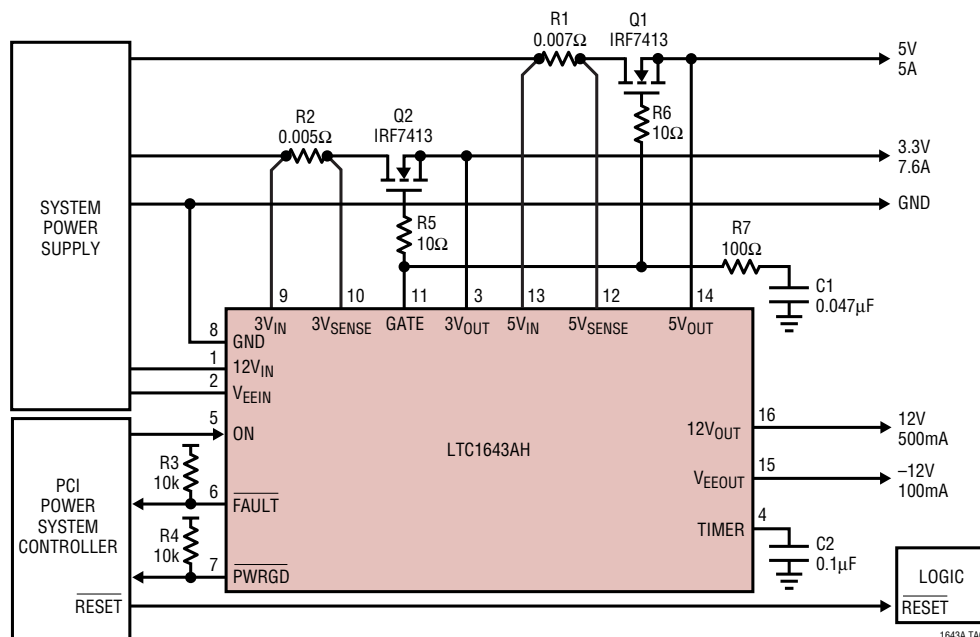 R1
0.007Ω
Q1
IRF7413
5V
5A
R6
10Ω
R2
0.005Ω
Q2
IRF7413
3.3V
7.6A
GND
SYSTEM
POWER
SUPPLY
R5
10Ω
R7
100Ω
C1
0.047µF
9
10
11
3
13
12
14
3VIN
3VSENSE
GATE
3VOUT
5VIN
5VSENSE
5VOUT
8
GND
1
12VIN
2
VEEIN
5
ON
LTC1643AH
12VOUT
16
12V
500mA
VEEOUT
15
–12V
100mA
PCI
POWER
SYSTEM
CONTROLLER
R3
10k
6
FAULT
R4
10k
7
PWRGD
TIMER
4
C2
0.1µF
RESET
LOGIC
RESET